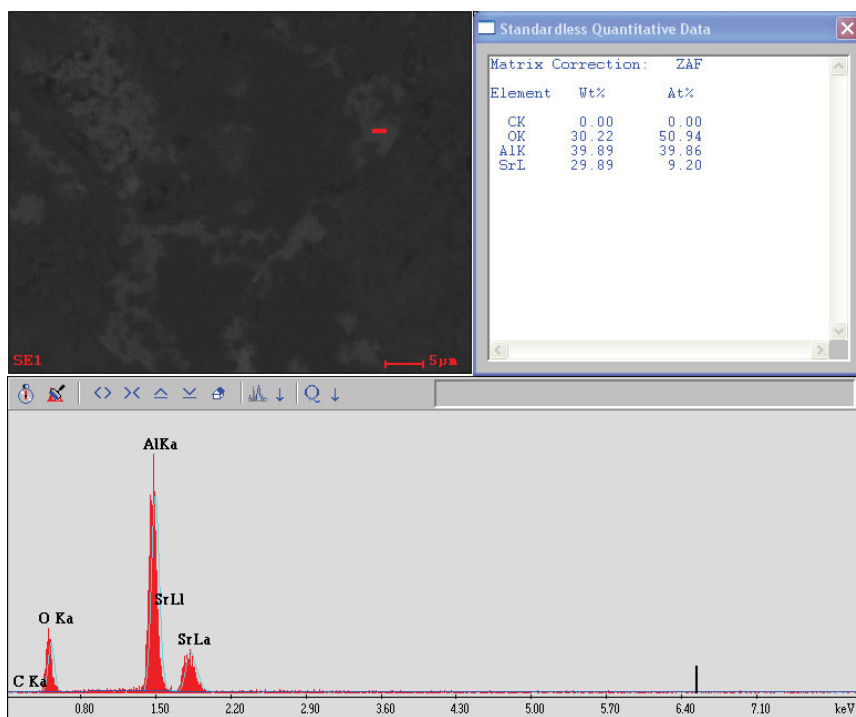 SE1
5µm
Standardless Quantitative Data
Matrix Correction: ZAF
Element Wt% At%
CK 0.00 0.00
OK 30.22 50.94
AlK 39.89 39.86
SrL 29.89 9.20
Q
AlKa
SrLl
O Ka
SrLa
C Ka
0.80 1.50 2.20 2.90 3.60 4.30 5.00 5.70 6.40 7.10 keV